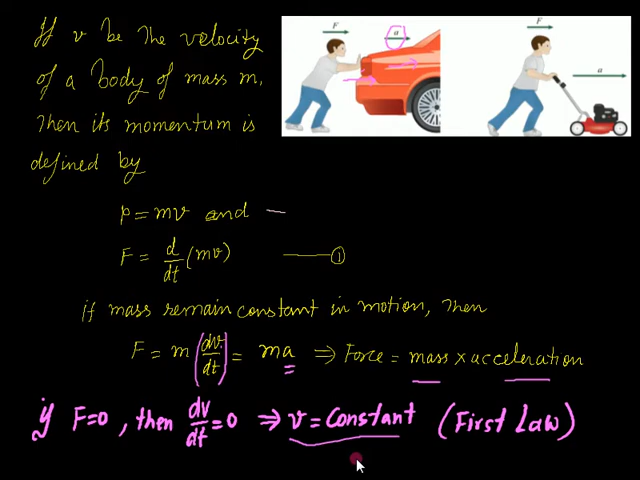 If v be the velocity
of a body of mass m,
Then its momentum is
defined by
p = mv and —
F = d/dt (mv) —— ①
if mass remain constant in motion, then
F = m (dv/dt) = ma ⇒ Force = mass × acceleration
if F=0, then dv/dt = 0 ⇒ v = Constant (First Law)
F a
F a